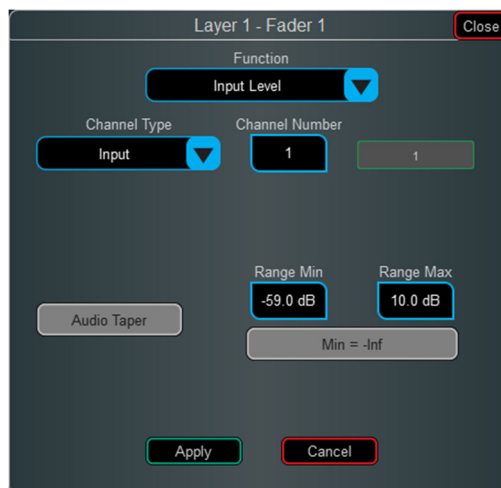 Layer 1 - Fader 1
Close
Function
Input Level
Channel Type
Channel Number
Input
1
1
Range Min
Range Max
-59.0 dB
10.0 dB
Audio Taper
Min = -Inf
Apply
Cancel